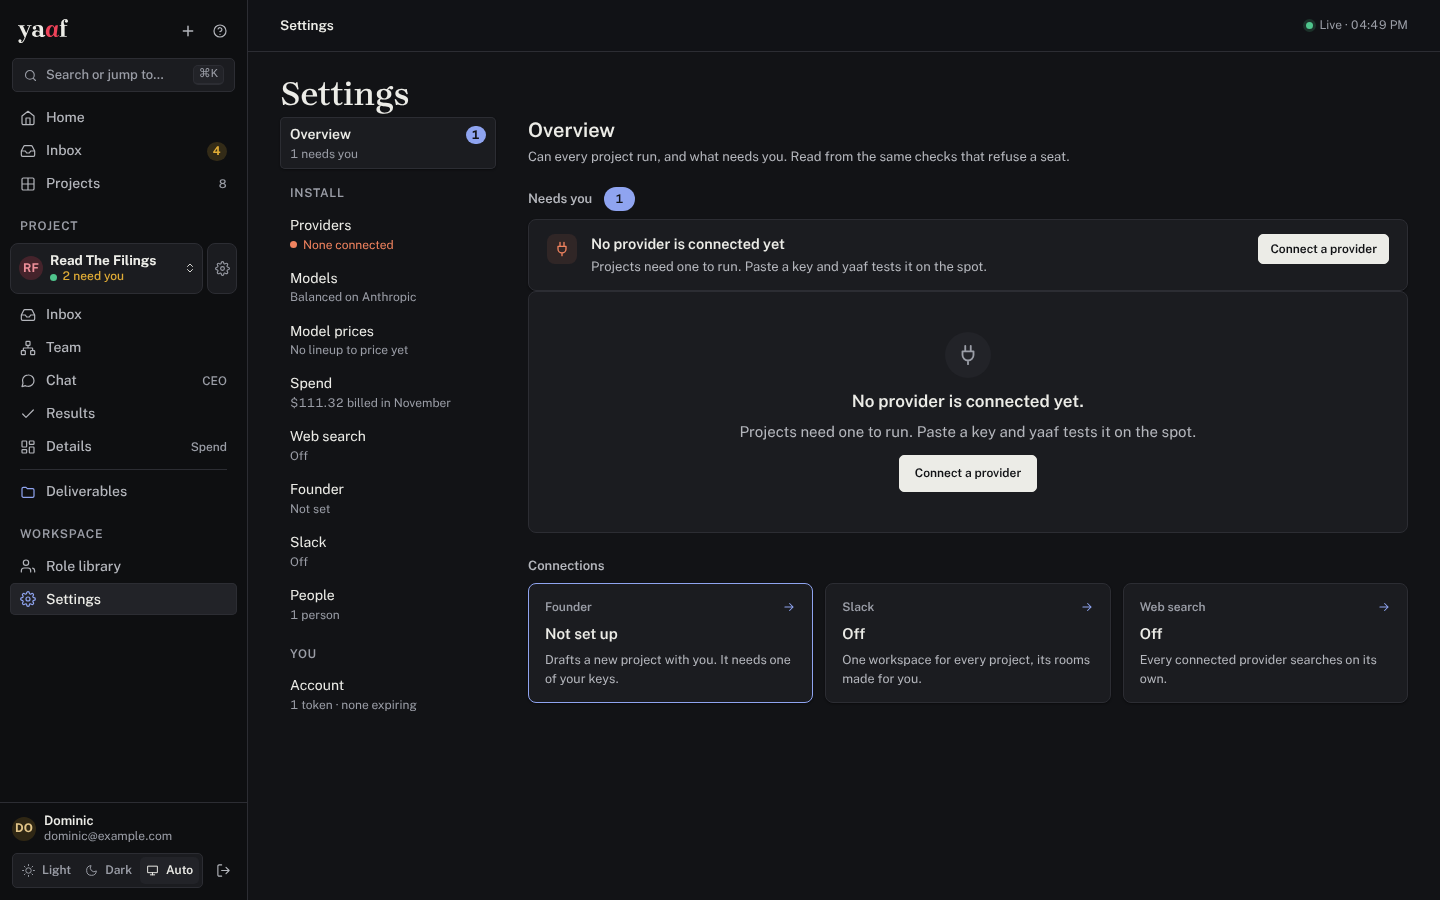 yaaf
Search or jump to... ⌘K
Home
Inbox 4
Projects 8
PROJECT
RF Read The Filings
2 need you
Inbox
Team
Chat CEO
Results
Details Spend
Deliverables
WORKSPACE
Role library
Settings
DO Dominic
dominic@example.com
Light Dark Auto
Settings
Live · 04:49 PM
Settings
Overview 1
1 needs you
INSTALL
Providers
None connected
Models
Balanced on Anthropic
Model prices
No lineup to price yet
Spend
$111.32 billed in November
Web search
Off
Founder
Not set
Slack
Off
People
1 person
YOU
Account
1 token · none expiring
Overview
Can every project run, and what needs you. Read from the same checks that refuse a seat.
Needs you 1
No provider is connected yet
Projects need one to run. Paste a key and yaaf tests it on the spot.
Connect a provider
No provider is connected yet.
Projects need one to run. Paste a key and yaaf tests it on the spot.
Connect a provider
Connections
Founder
Not set up
Drafts a new project with you. It needs one
of your keys.
Slack
Off
One workspace for every project, its rooms
made for you.
Web search
Off
Every connected provider searches on its
own.